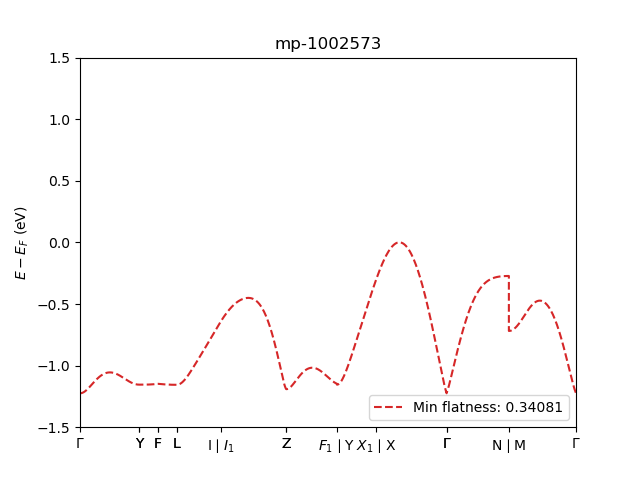 mp-1002573
E − E_F (eV)
1.5
1.0
0.5
0.0
−0.5
−1.0
−1.5
Min flatness: 0.34081
Γ Y F L I | I₁ Z F₁ | Y X₁ | X Γ N | M Γ